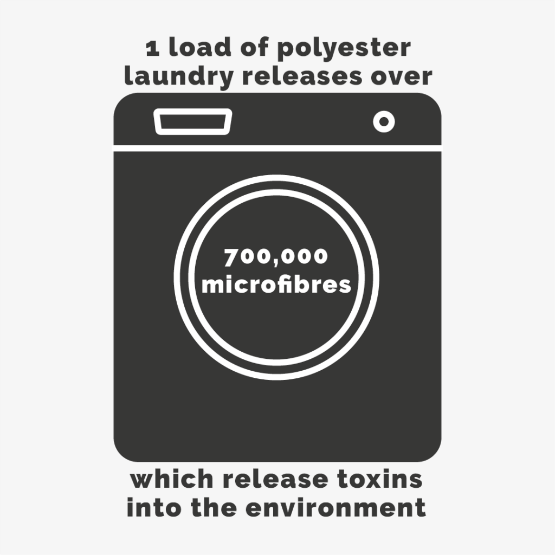 1 load of polyester
laundry releases over
700,000
microfibres
which release toxins
into the environment